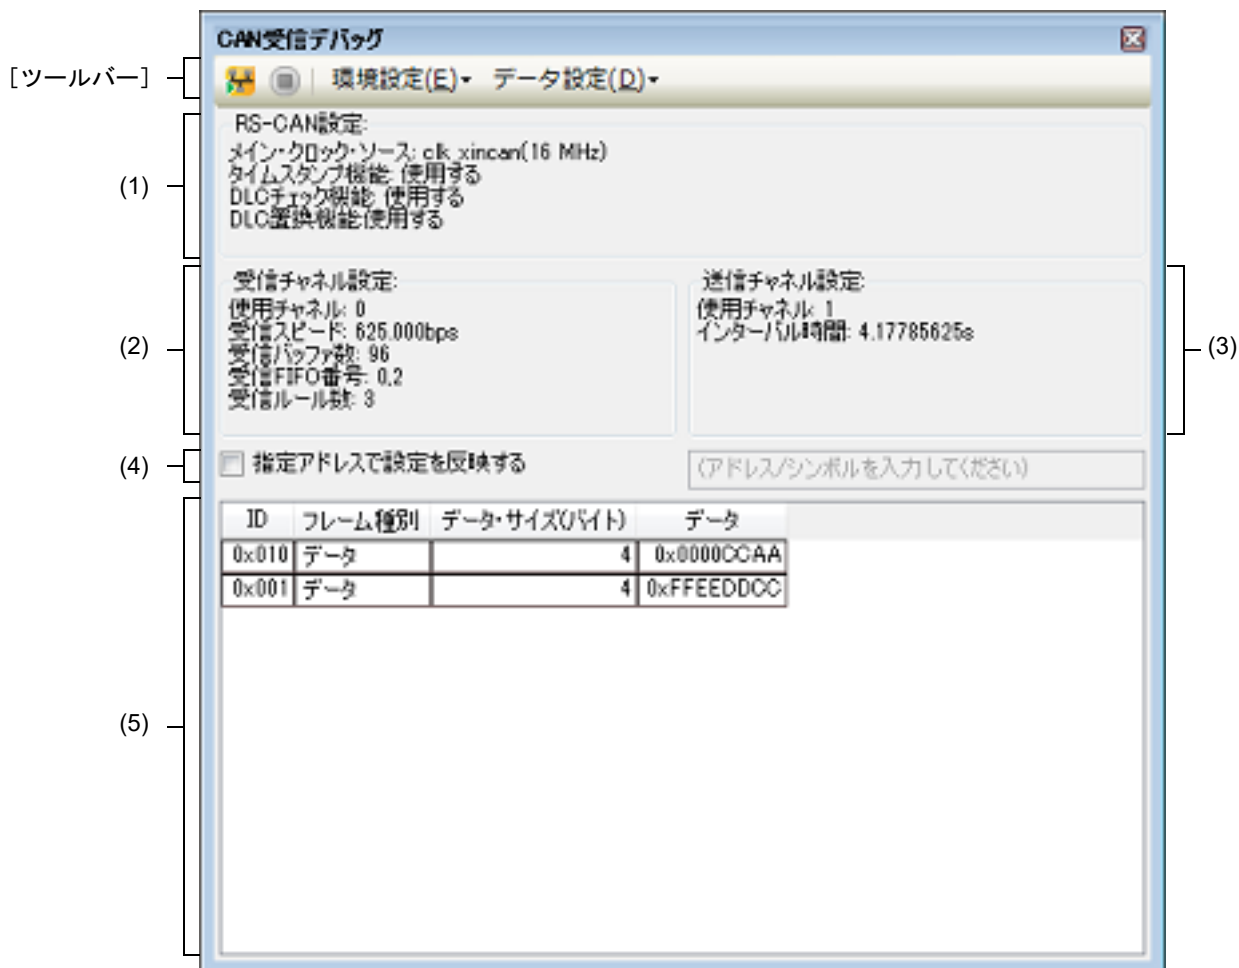 CAN受信デバッグ
[ツールバー]
環境設定(E) データ設定(D)
(1)
RS-CAN設定:
メイン・クロック・ソース: clk_xincan(16 MHz)
タイムスタンプ機能: 使用する
DLCチェック機能: 使用する
DLC置換機能:使用する
(2)
受信チャネル設定:
使用チャネル: 0
受信スピード: 625.000bps
受信バッファ数: 96
受信FIFO番号: 0,2
受信ルール数: 3
送信チャネル設定:
使用チャネル: 1
インターバル時間: 4.17785625s
(3)
(4)
指定アドレスで設定を反映する
(アドレス/シンボルを入力してください)
(5)
ID フレーム種別 データ・サイズ(バイト) データ
0x010 データ 4 0x0000CCAA
0x001 データ 4 0xFFEEDDCC